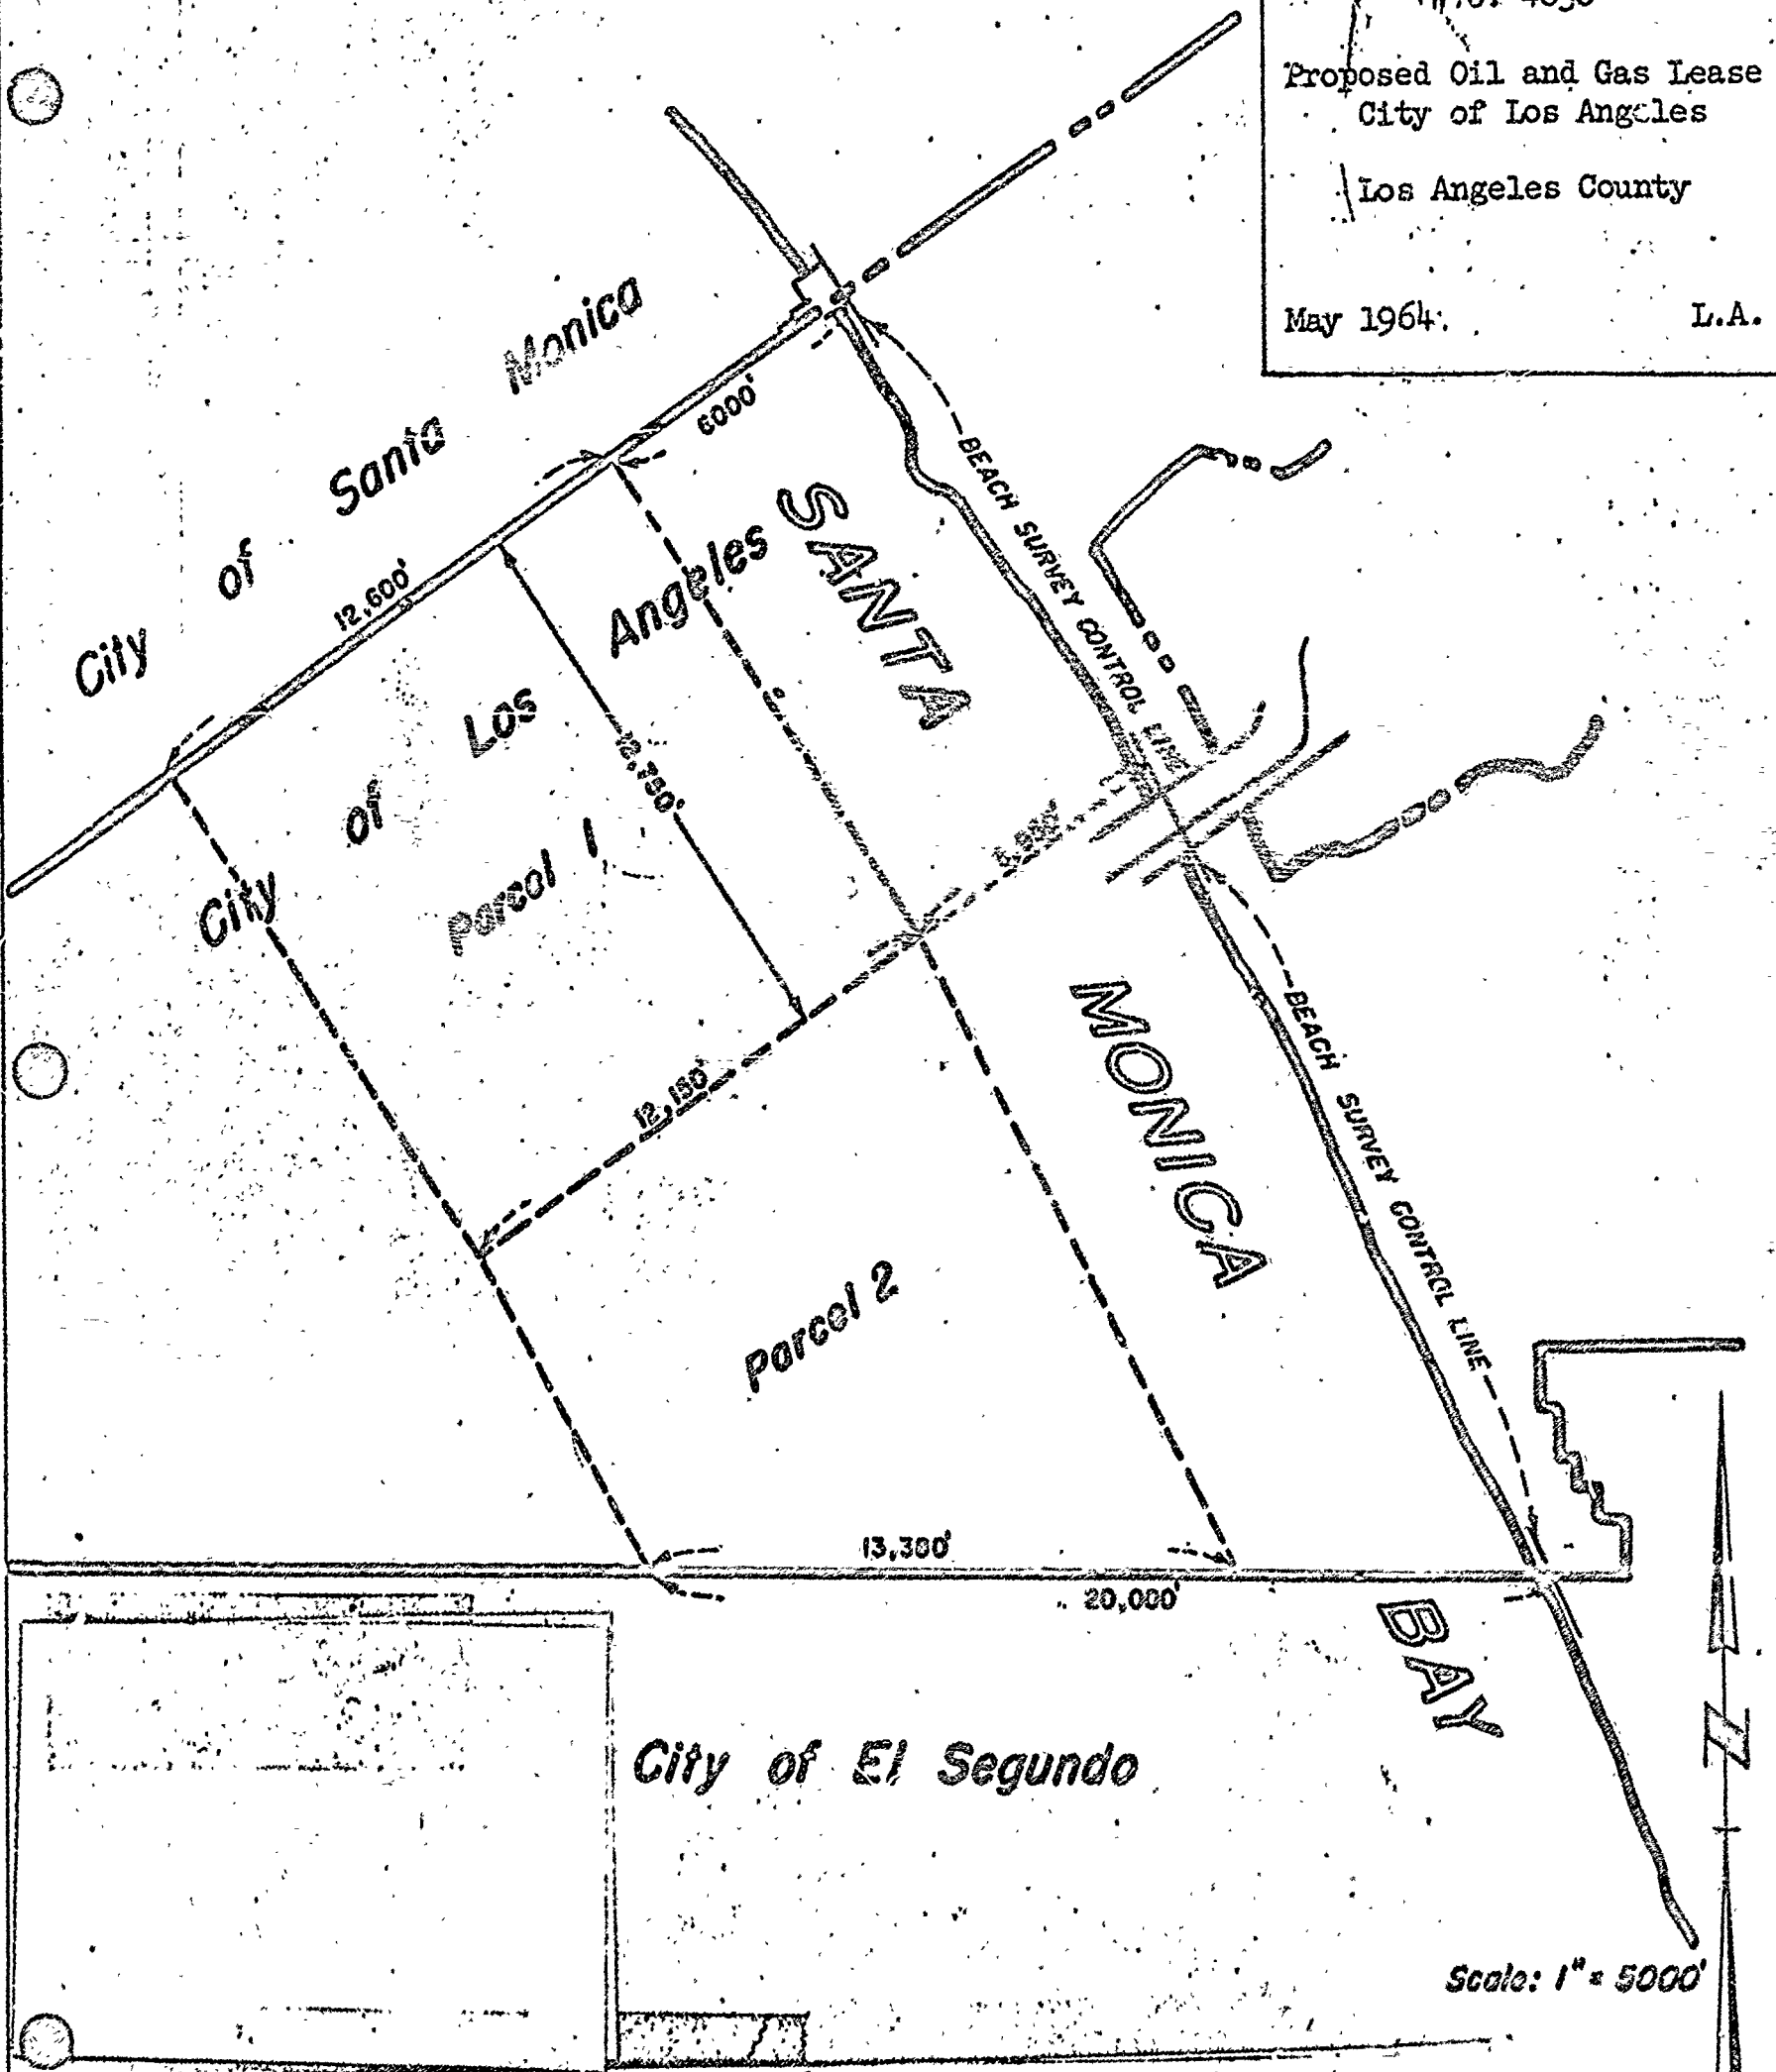 Proposed Oil and Gas Lease
City of Los Angeles
Los Angeles County
May 1964
L.A.
City of Santa Monica
6000'
12,600'
City of Los Angeles
SANTA
MONICA
BAY
BEACH SURVEY CONTROL LINE
12,750'
Parcel 1
12,150'
BEACH SURVEY CONTROL LINE
Parcel 2
13,300'
20,000'
City of El Segundo
N
Scale: 1" = 5000'